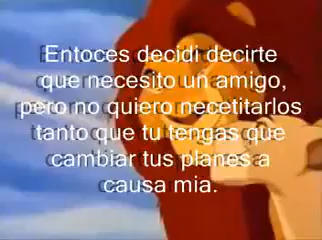 Entoces decidi decirte
que necesito un amigo,
pero no quiero necetitarlos
tanto que tu tengas que
cambiar tus planes a
causa mia.